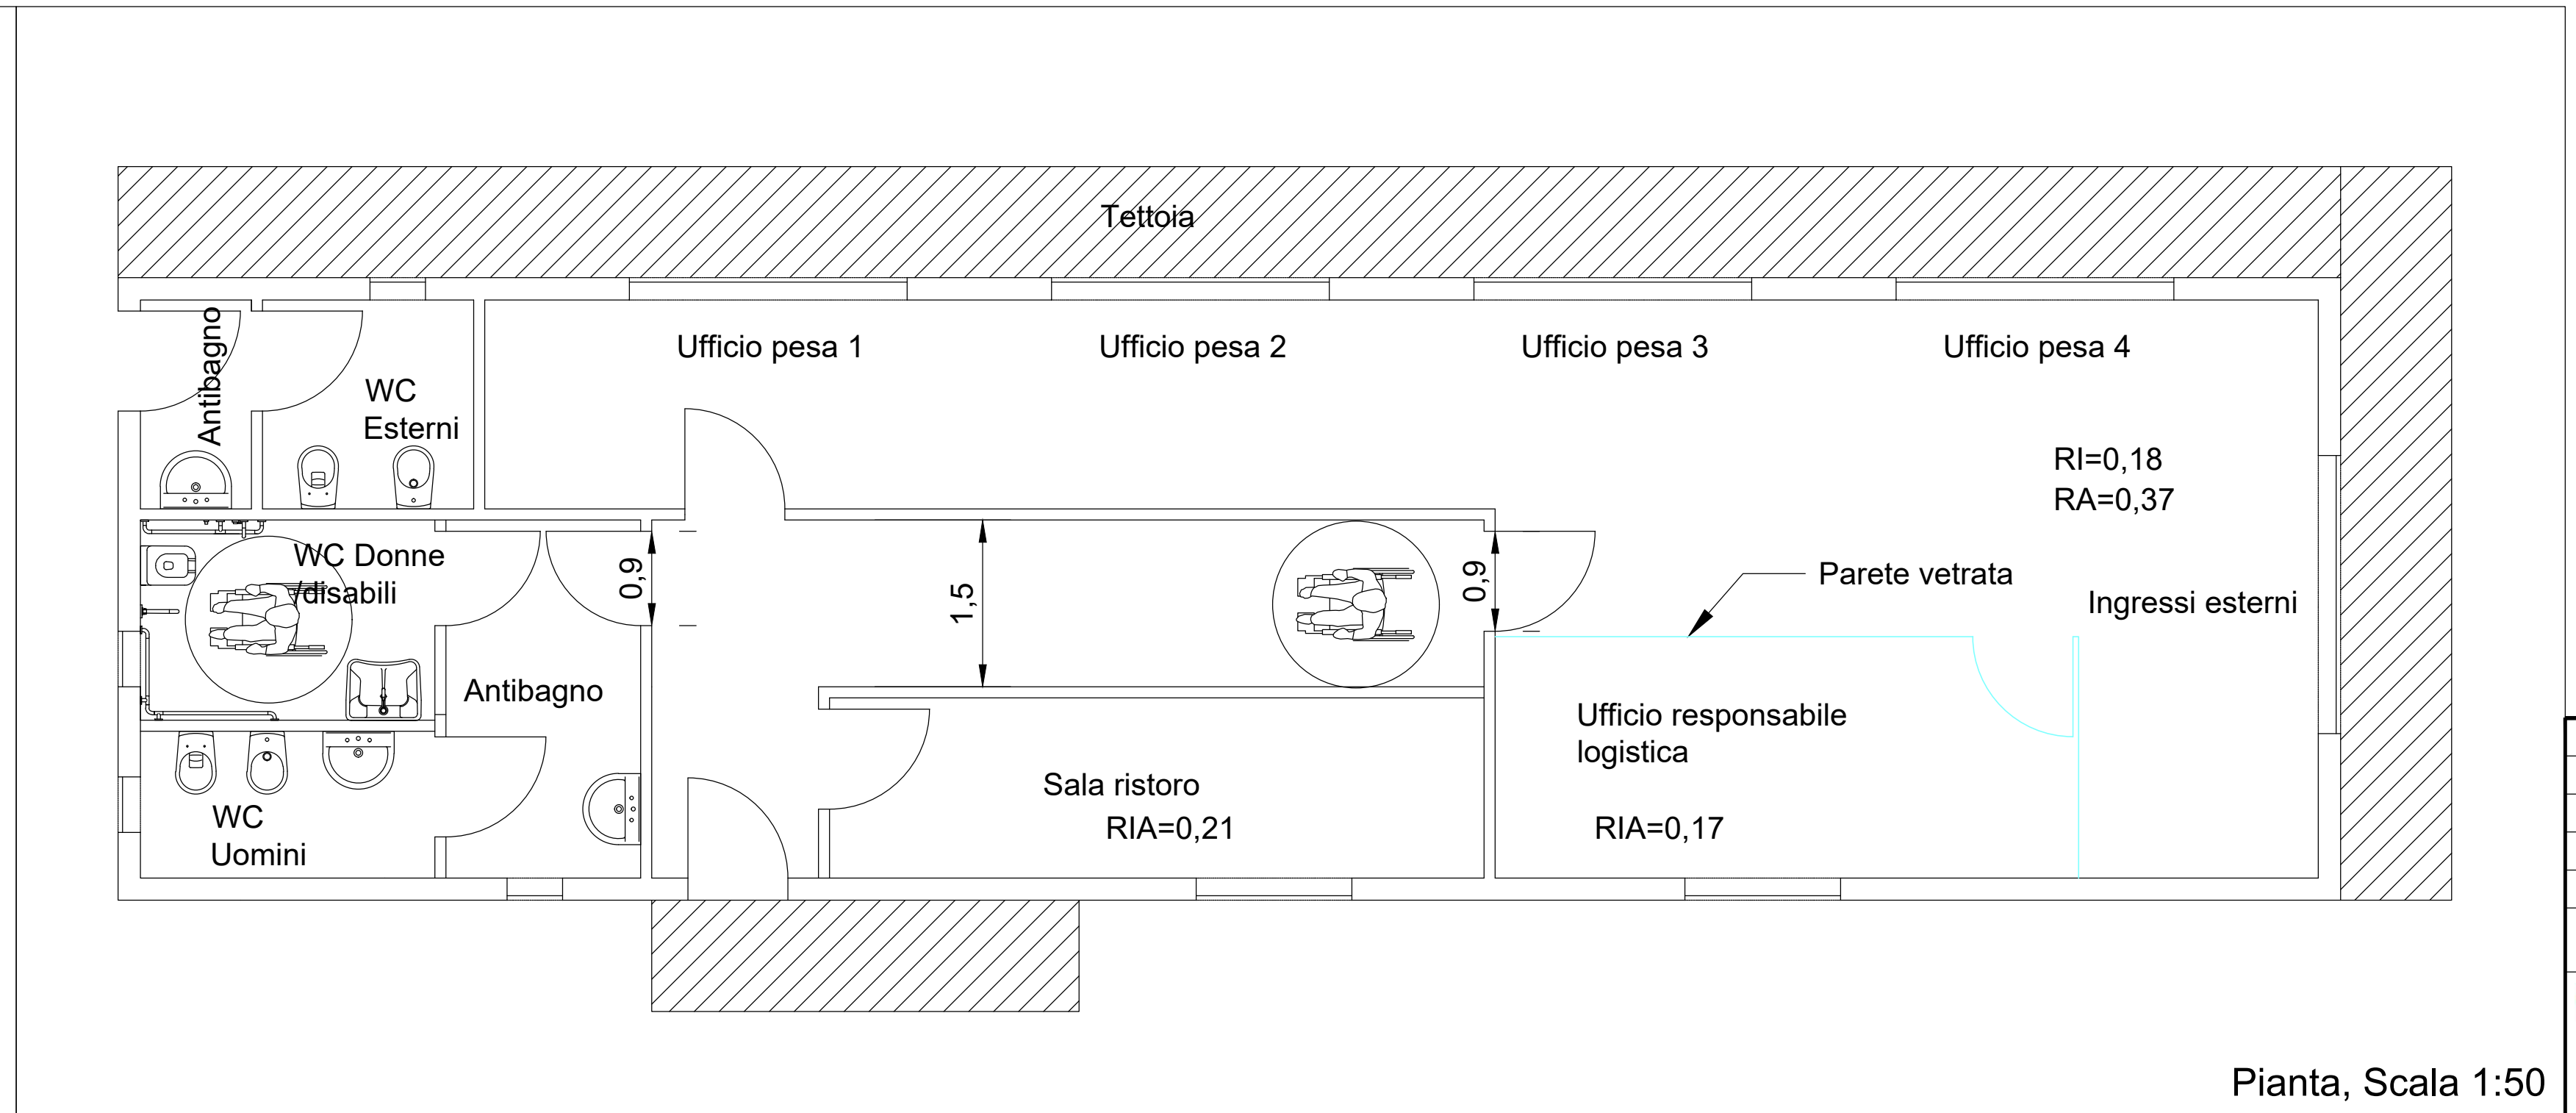 Tettoia
Ufficio pesa 1
Ufficio pesa 2
Ufficio pesa 3
Ufficio pesa 4
Antibagno
WC
Esterni
RI=0,18
RA=0,37
WC Donne
/disabili
0,9
1,5
0,9
Parete vetrata
Ingressi esterni
Antibagno
Ufficio responsabile
logistica
Sala ristoro
RIA=0,21
RIA=0,17
WC
Uomini
Pianta, Scala 1:50